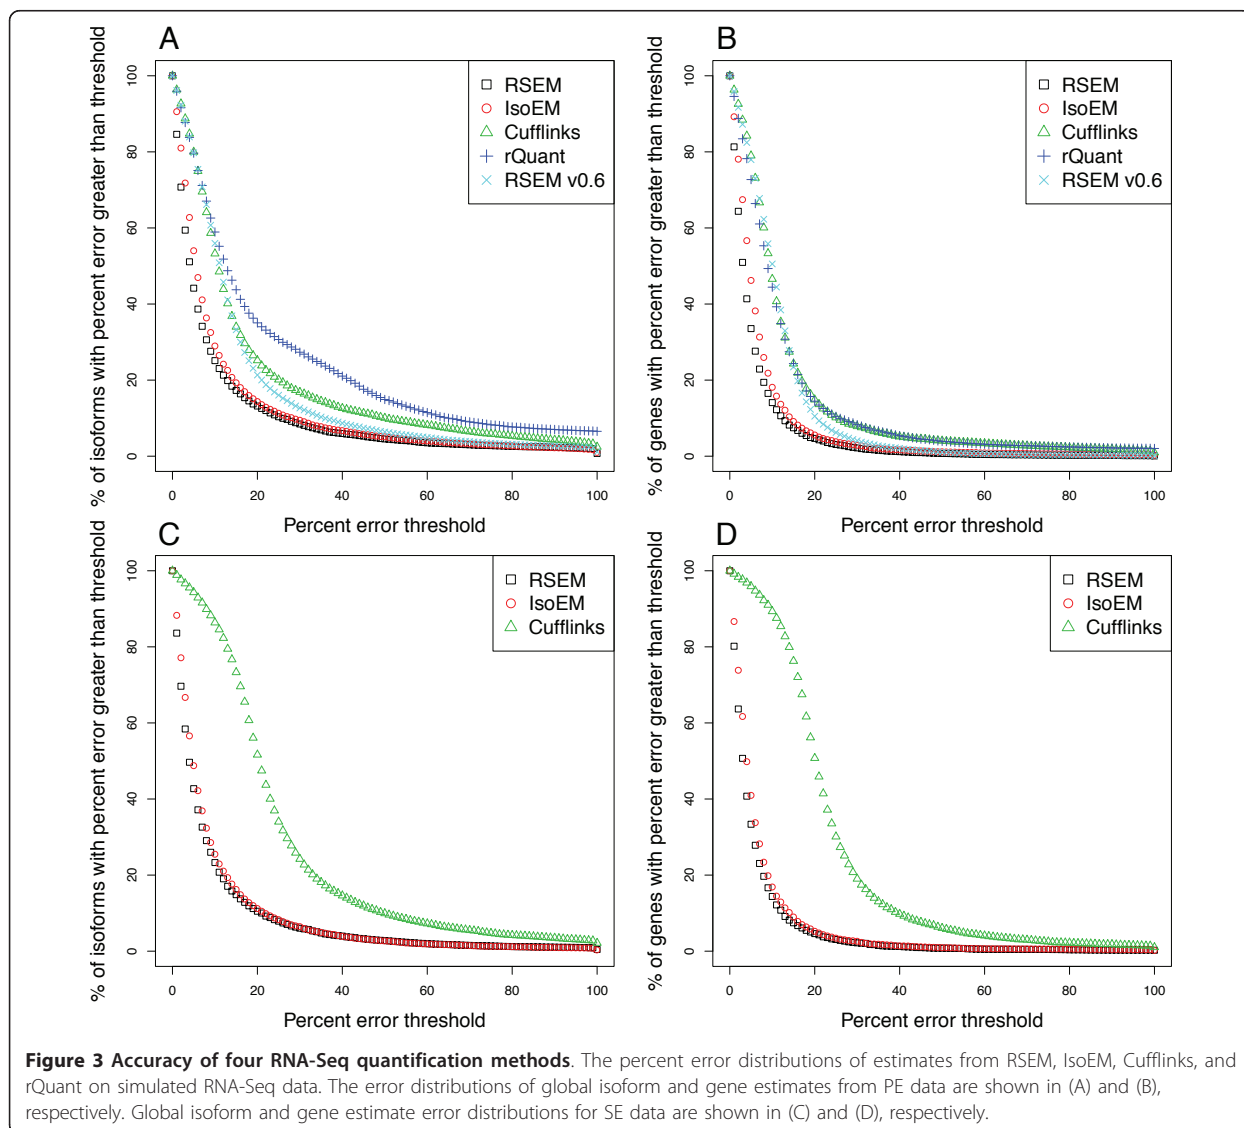 A
% of isoforms with percent error greater than threshold
100
80
60
40
20
0
RSEM
IsoEM
Cufflinks
rQuant
RSEM v0.6
0 20 40 60 80 100
Percent error threshold
B
% of genes with percent error greater than threshold
100
80
60
40
20
0
RSEM
IsoEM
Cufflinks
rQuant
RSEM v0.6
0 20 40 60 80 100
Percent error threshold
C
% of isoforms with percent error greater than threshold
100
80
60
40
20
0
RSEM
IsoEM
Cufflinks
0 20 40 60 80 100
Percent error threshold
D
% of genes with percent error greater than threshold
100
80
60
40
20
0
RSEM
IsoEM
Cufflinks
0 20 40 60 80 100
Percent error threshold
Figure 3 Accuracy of four RNA-Seq quantification methods. The percent error distributions of estimates from RSEM, IsoEM, Cufflinks, and
rQuant on simulated RNA-Seq data. The error distributions of global isoform and gene estimates from PE data are shown in (A) and (B),
respectively. Global isoform and gene estimate error distributions for SE data are shown in (C) and (D), respectively.